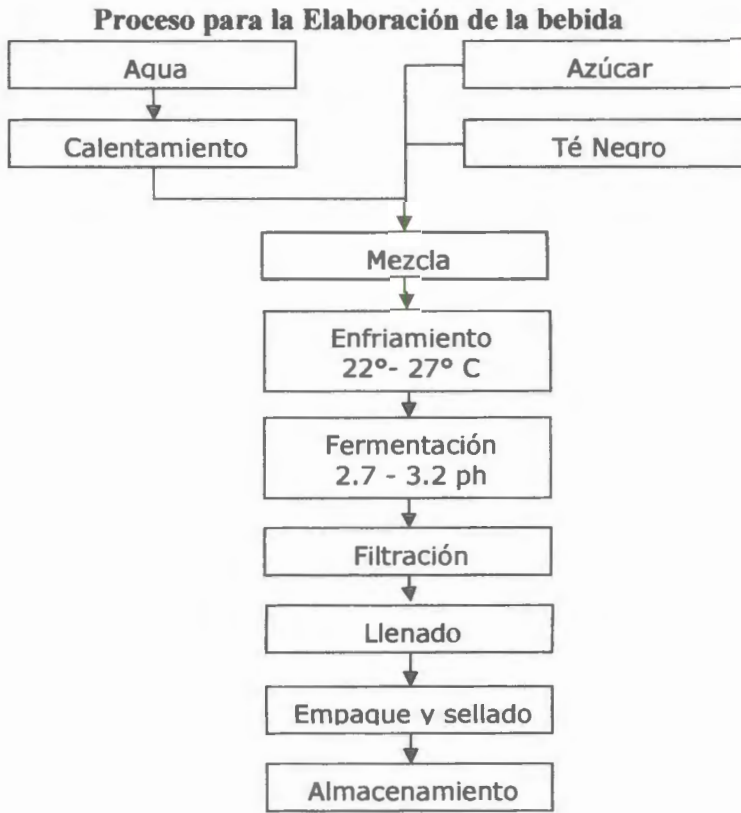 Proceso para la Elaboración de la bebida
Agua
Azúcar
Calentamiento
Té Negro
Mezcla
Enfriamiento
22°- 27° C
Fermentación
2.7 - 3.2 ph
Filtración
Llenado
Empaque y sellado
Almacenamiento